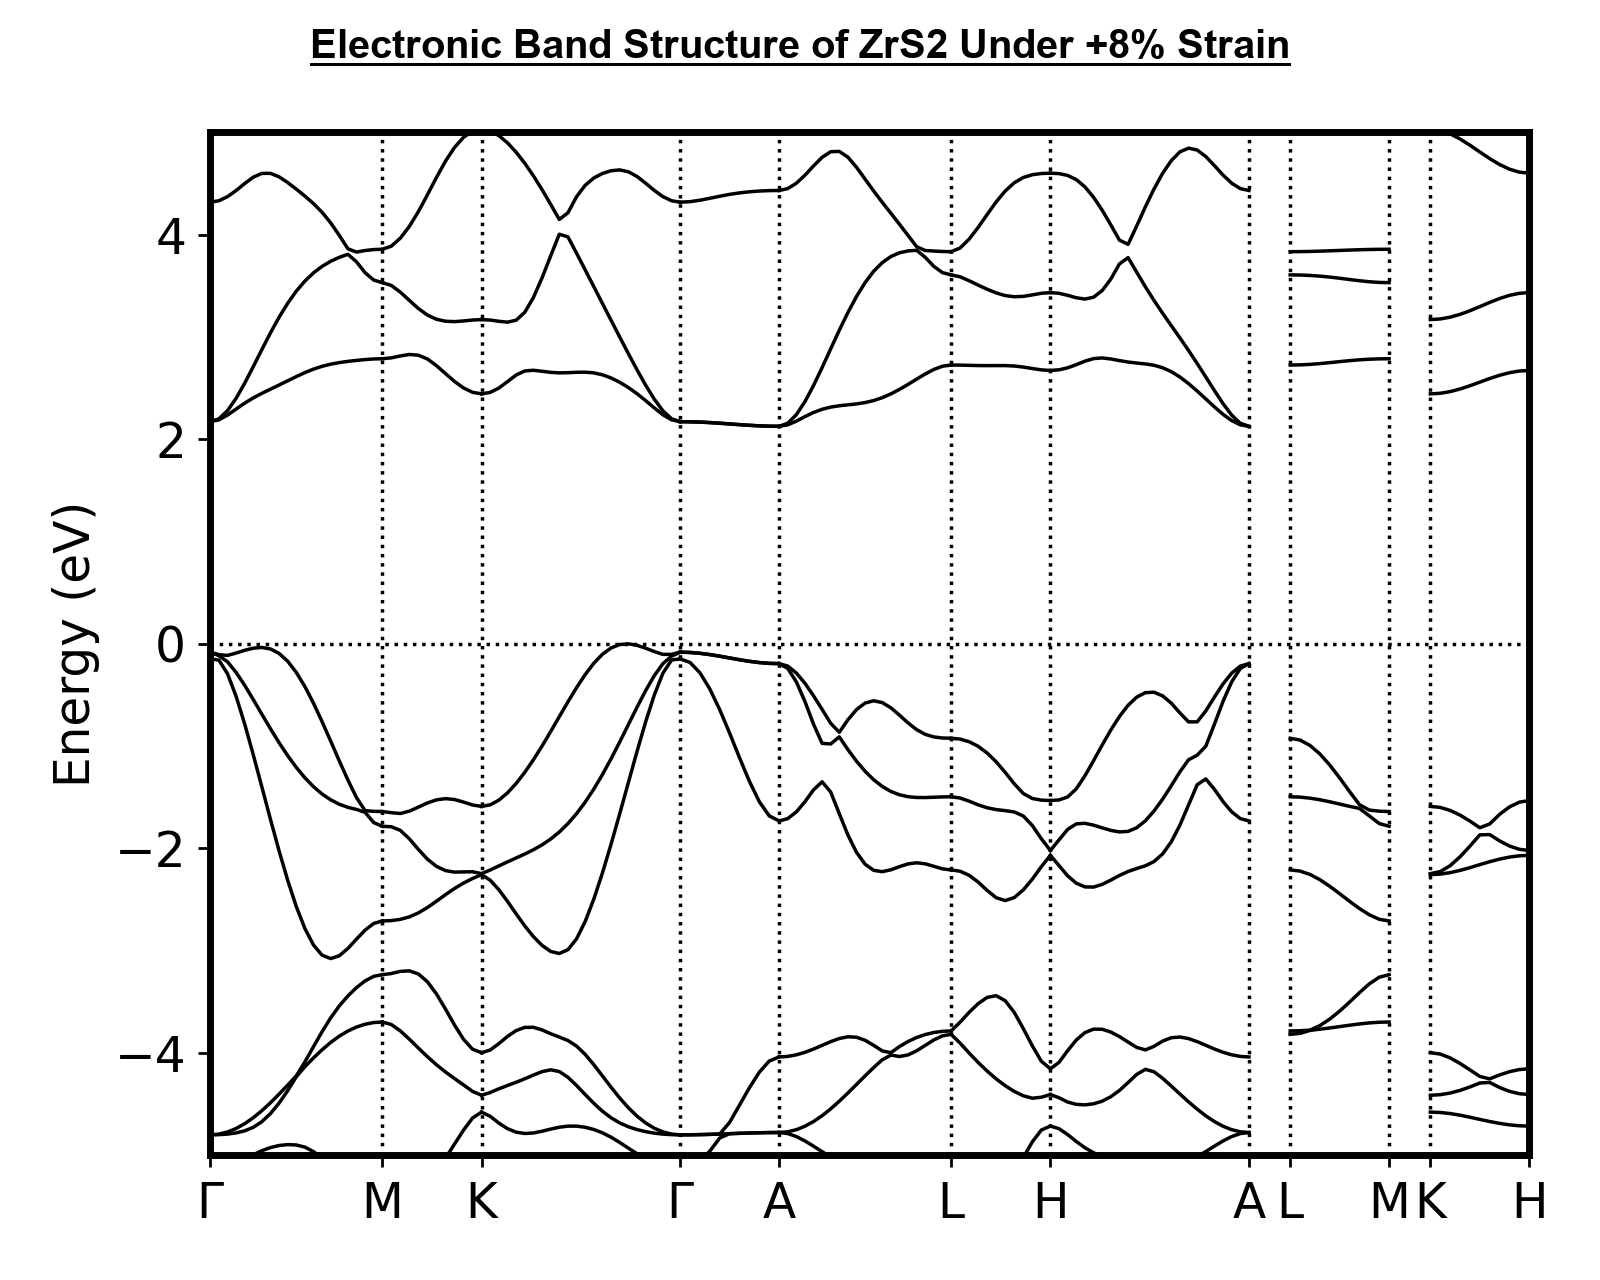 Electronic Band Structure of ZrS2 Under +8% Strain
Energy (eV)
4
2
0
−2
−4
Γ M K Γ A L H A L M K H